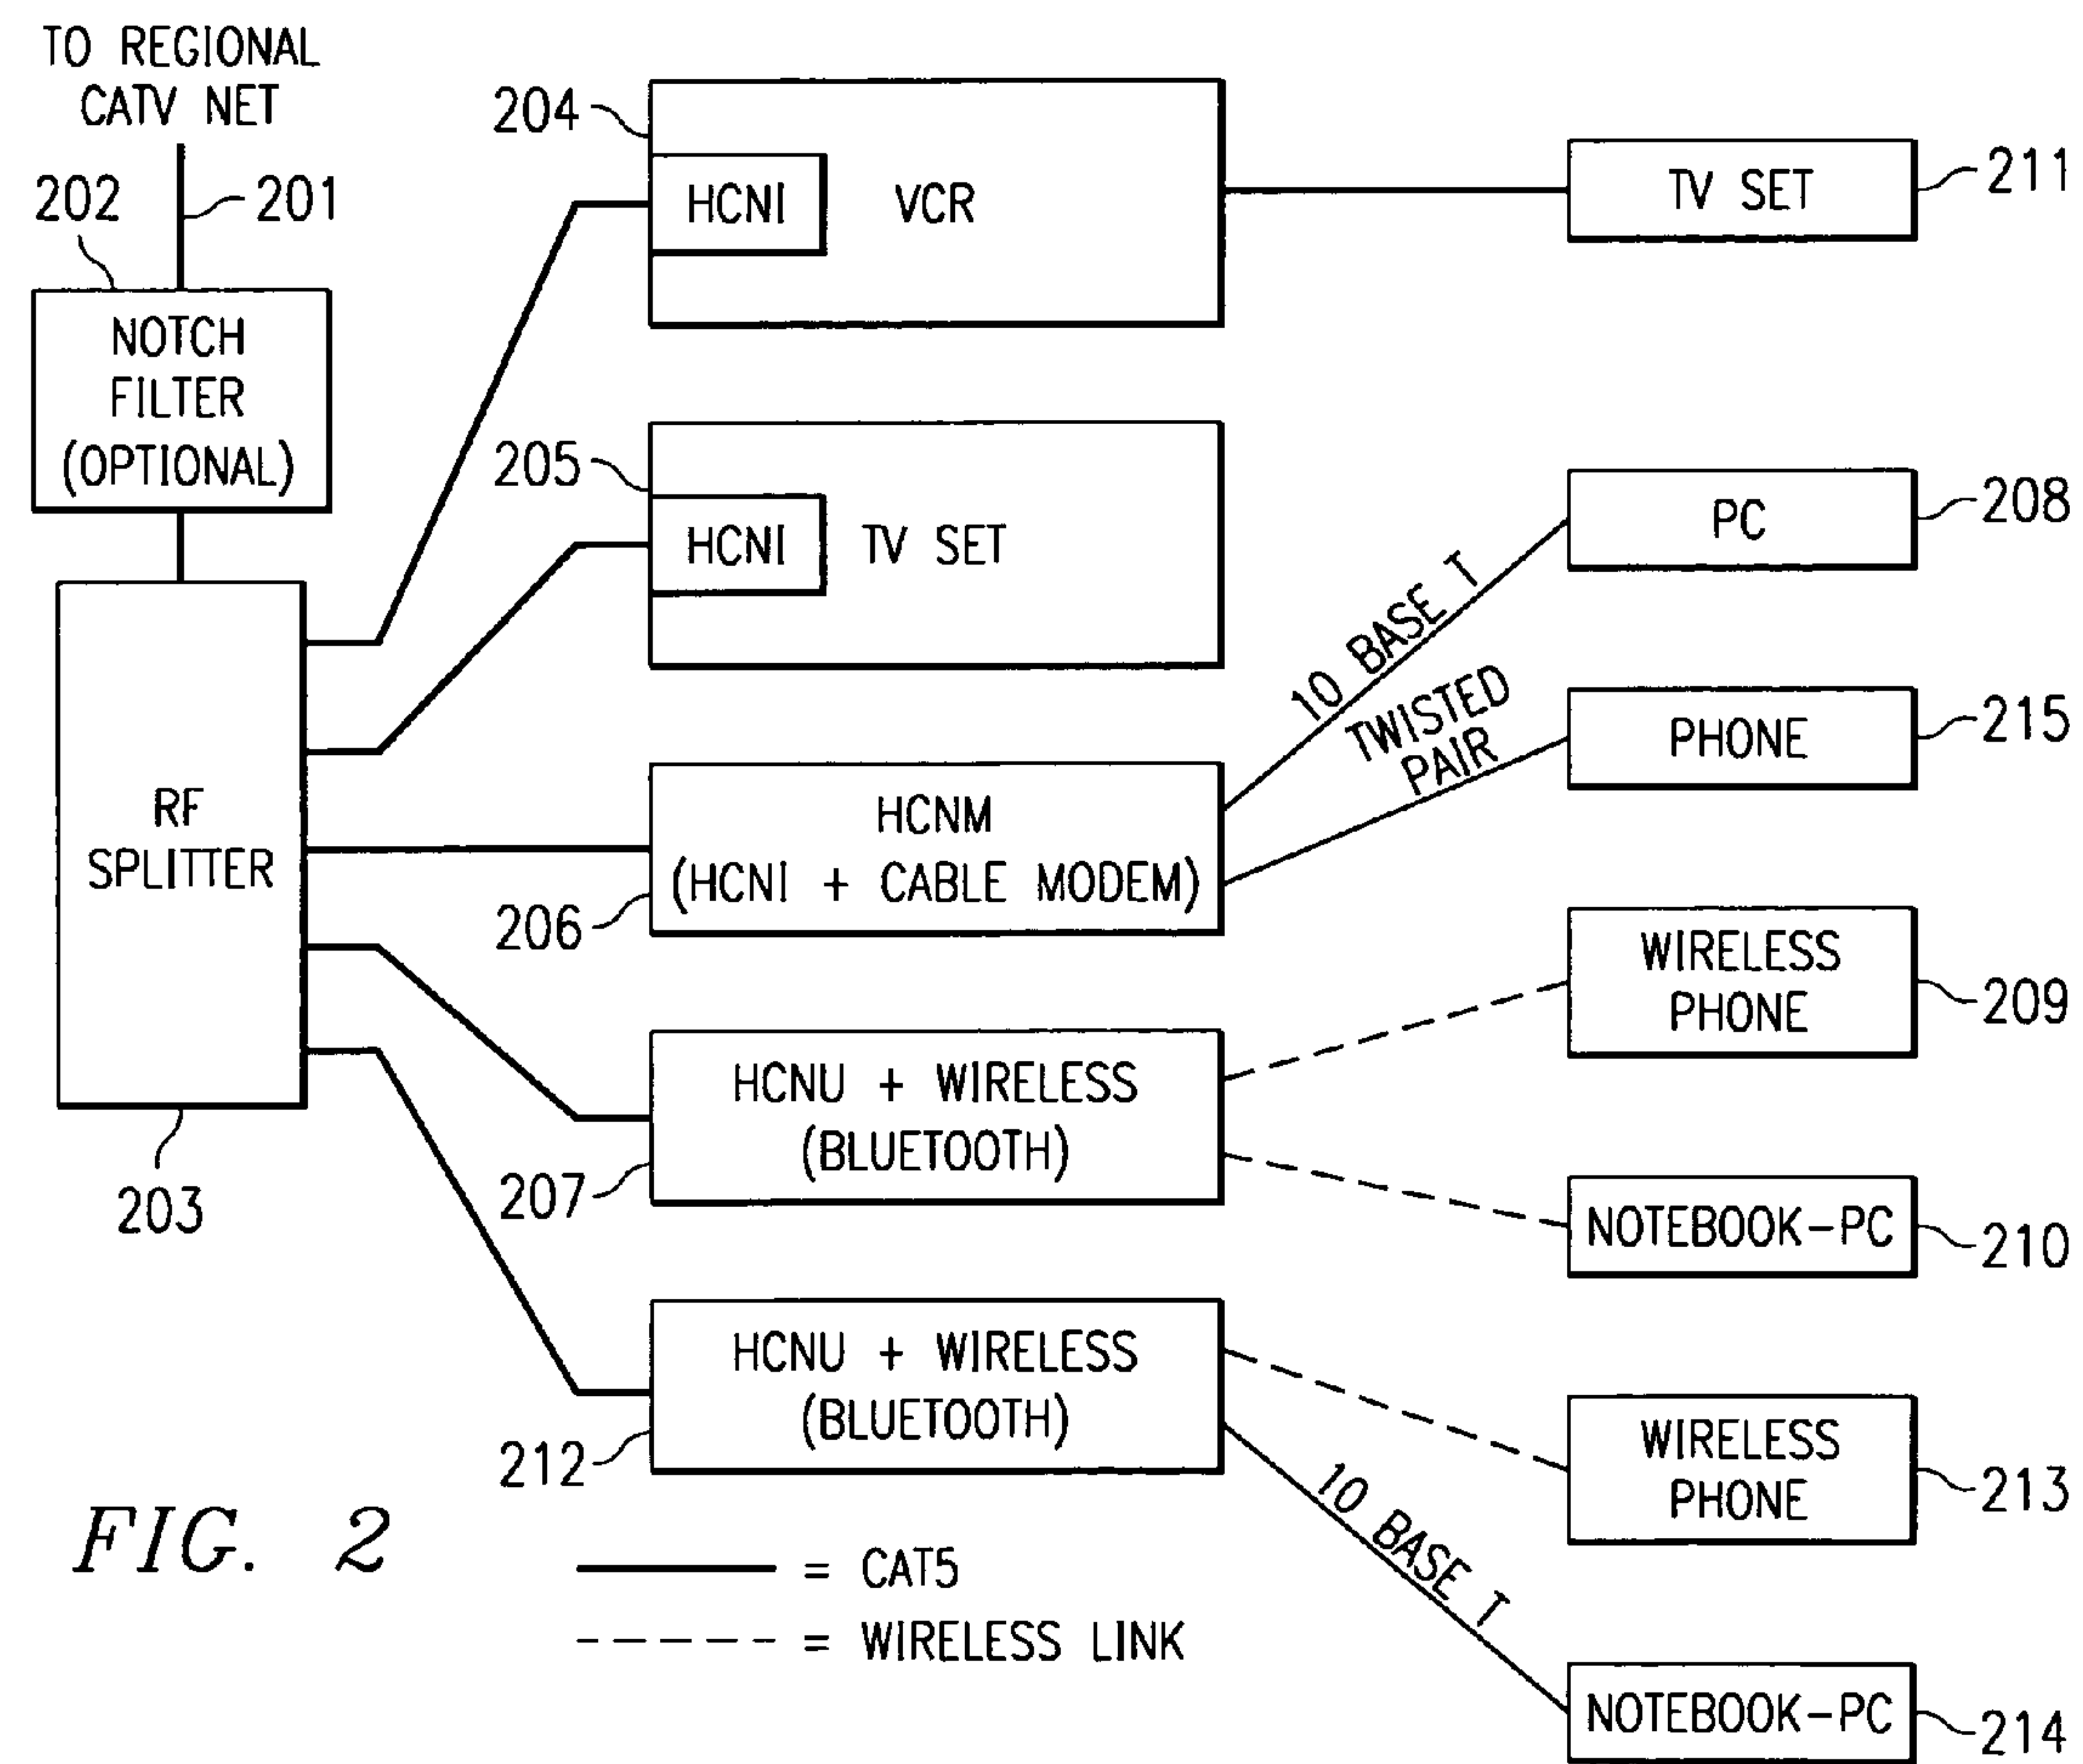 TO REGIONAL
CATV NET
202
201
NOTCH
FILTER
(OPTIONAL)
RF
SPLITTER
203
204
HCNI
VCR
TV SET
211
205
HCNI
TV SET
10 BASE T
PC
208
TWISTED
PAIR
PHONE
215
HCNM
(HCNI + CABLE MODEM)
206
WIRELESS
PHONE
209
HCNU + WIRELESS
(BLUETOOTH)
207
NOTEBOOK-PC
210
HCNU + WIRELESS
(BLUETOOTH)
212
WIRELESS
PHONE
213
10 BASE T
NOTEBOOK-PC
214
FIG. 2
= CAT5
= WIRELESS LINK